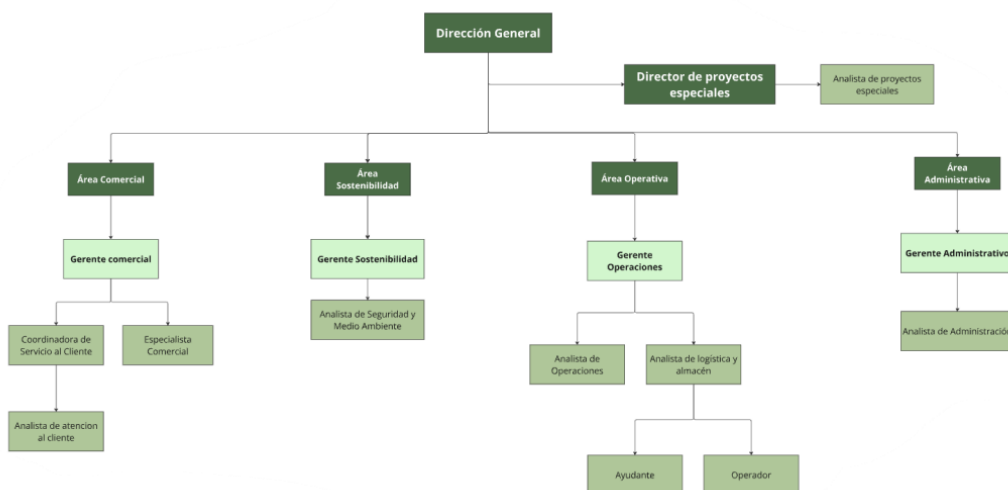 Dirección General
Director de proyectos
especiales
Analista de proyectos
especiales
Área Comercial
Área
Sostenibilidad
Área Operativa
Área
Administrativa
Gerente comercial
Gerente Sostenibilidad
Gerente
Operaciones
Gerente Administrativo
Coordinadora de
Servicio al Cliente
Especialista
Comercial
Analista de Seguridad y
Medio Ambiente
Analista de
Operaciones
Analista de logística y
almacén
Analista de Administración
Analista de atencion
al cliente
Ayudante
Operador